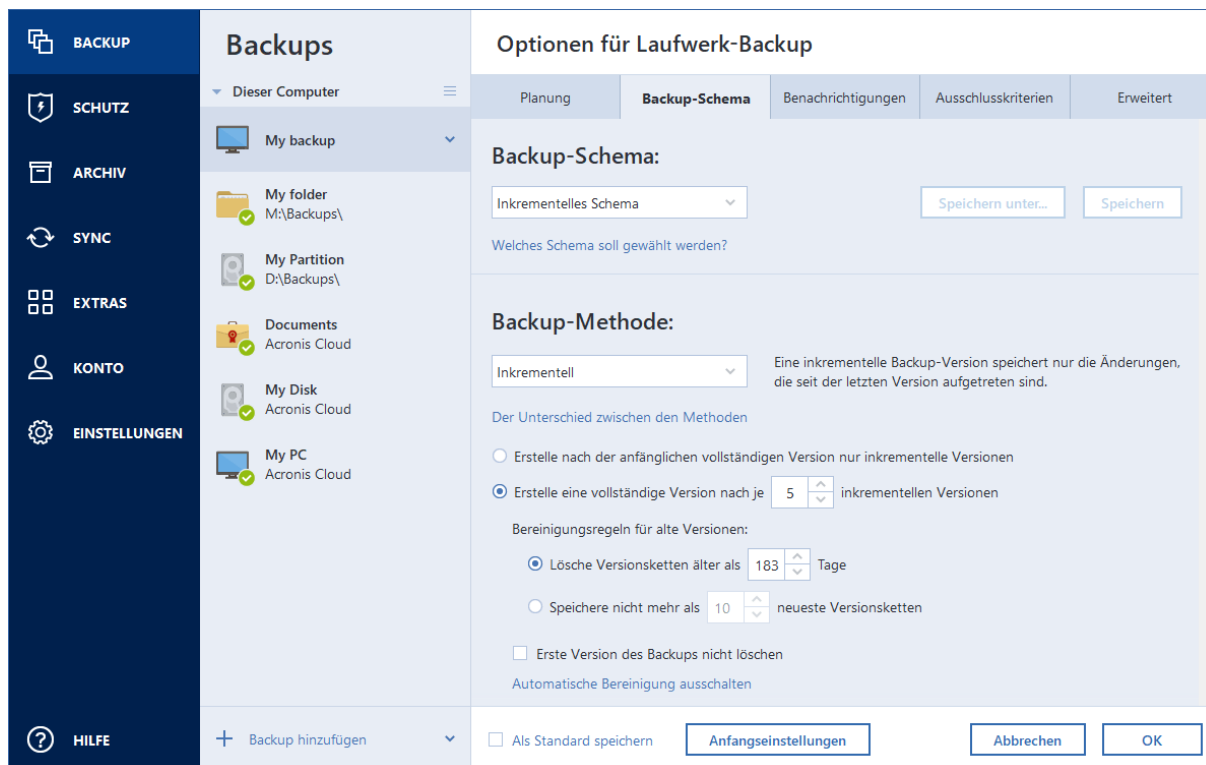 BACKUP
SCHUTZ
ARCHIV
SYNC
EXTRAS
KONTO
EINSTELLUNGEN
HILFE
Backups
Dieser Computer
My backup
My folder
M:\Backups\
My Partition
D:\Backups\
Documents
Acronis Cloud
My Disk
Acronis Cloud
My PC
Acronis Cloud
Backup hinzufügen
Optionen für Laufwerk-Backup
Planung
Backup-Schema
Benachrichtigungen
Ausschlusskriterien
Erweitert
Backup-Schema:
Inkrementelles Schema
Speichern unter...
Speichern
Welches Schema soll gewählt werden?
Backup-Methode:
Inkrementell
Eine inkrementelle Backup-Version speichert nur die Änderungen,
die seit der letzten Version aufgetreten sind.
Der Unterschied zwischen den Methoden
Erstelle nach der anfänglichen vollständigen Version nur inkrementelle Versionen
Erstelle eine vollständige Version nach je 5 inkrementellen Versionen
Bereinigungsregeln für alte Versionen:
Lösche Versionsketten älter als 183 Tage
Speichere nicht mehr als 10 neueste Versionsketten
Erste Version des Backups nicht löschen
Automatische Bereinigung ausschalten
Als Standard speichern
Anfangseinstellungen
Abbrechen
OK